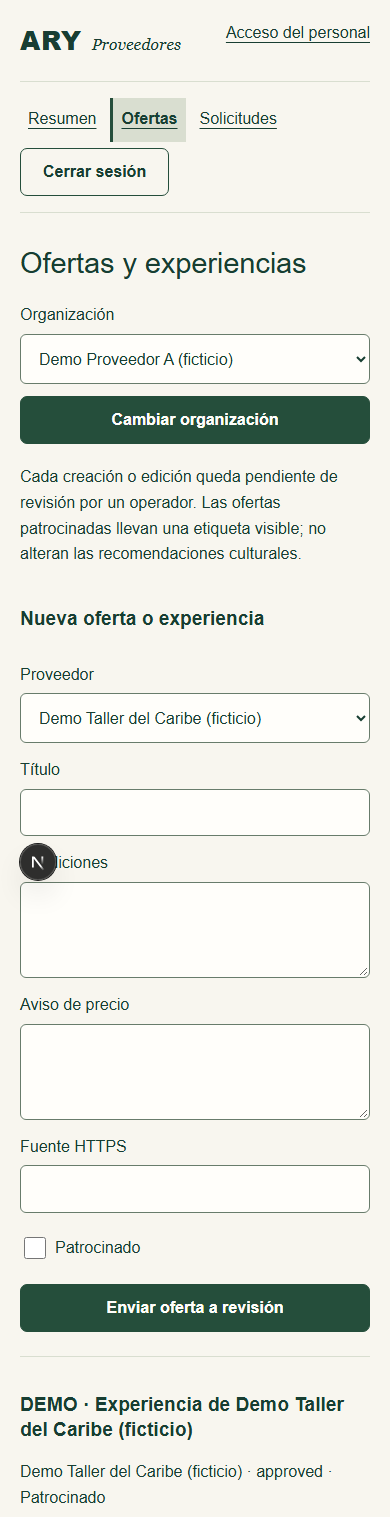 ARY Proveedores
Acceso del personal
Resumen
Ofertas
Solicitudes
Cerrar sesión
Ofertas y experiencias
Organización
Demo Proveedor A (ficticio)
Cambiar organización
Cada creación o edición queda pendiente de
revisión por un operador. Las ofertas
patrocinadas llevan una etiqueta visible; no
alteran las recomendaciones culturales.
Nueva oferta o experiencia
Proveedor
Demo Taller del Caribe (ficticio)
Título
N
Aviso de precio
Fuente HTTPS
Patrocinado
Enviar oferta a revisión
DEMO · Experiencia de Demo Taller
del Caribe (ficticio)
Demo Taller del Caribe (ficticio) · approved ·
Patrocinado